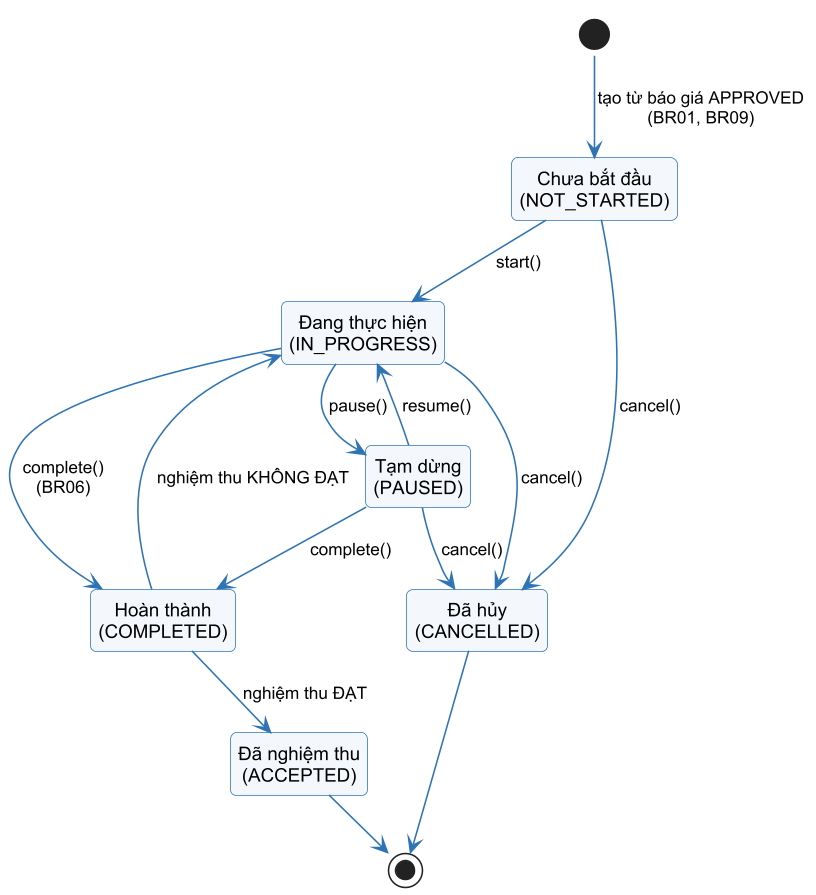 tạo từ báo giá APPROVED
(BR01, BR09)
Chưa bắt đầu
(NOT_STARTED)
start()
Đang thực hiện
(IN_PROGRESS)
pause()
resume()
cancel()
complete()
(BR06)
nghiệm thu KHÔNG ĐẠT
Tạm dừng
(PAUSED)
cancel()
complete()
cancel()
Hoàn thành
(COMPLETED)
Đã hủy
(CANCELLED)
nghiệm thu ĐẠT
Đã nghiệm thu
(ACCEPTED)